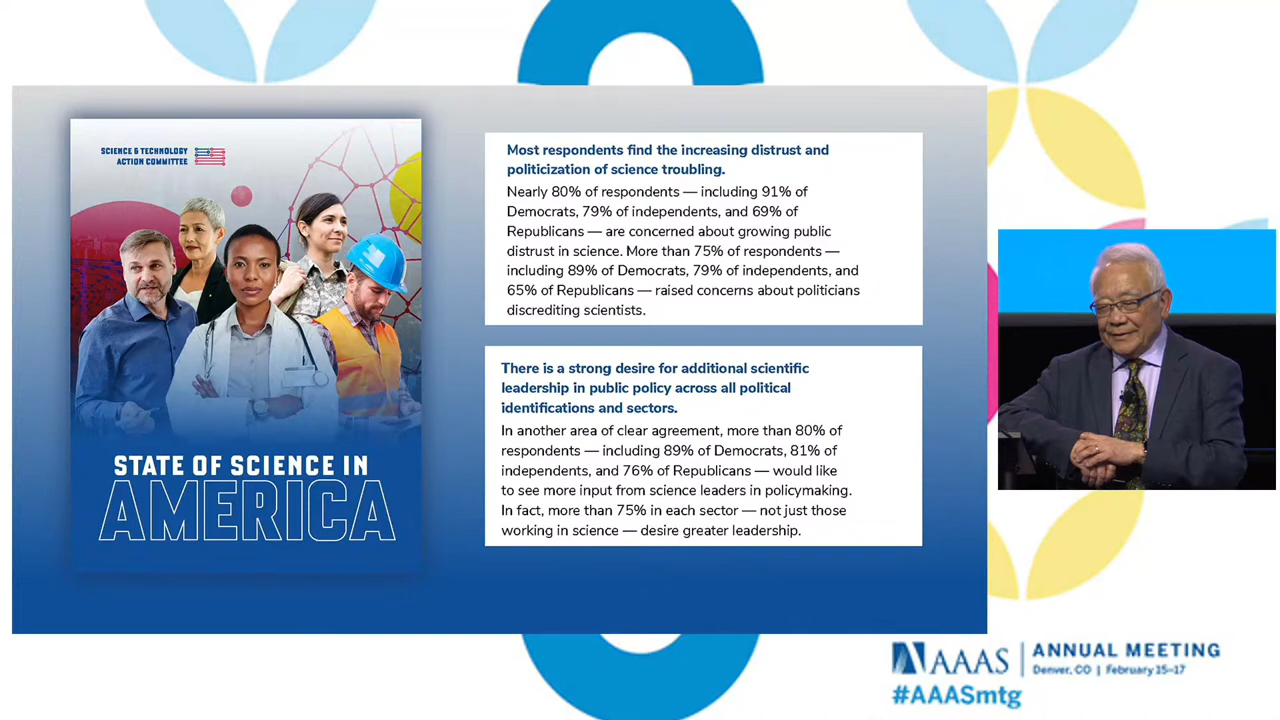 SCIENCE & TECHNOLOGY
ACTION COMMITTEE
STATE OF SCIENCE IN
AMERICA
Most respondents find the increasing distrust and
politicization of science troubling.
Nearly 80% of respondents — including 91% of
Democrats, 79% of independents, and 69% of
Republicans — are concerned about growing public
distrust in science. More than 75% of respondents —
including 89% of Democrats, 79% of independents, and
65% of Republicans — raised concerns about politicians
discrediting scientists.
There is a strong desire for additional scientific
leadership in public policy across all political
identifications and sectors.
In another area of clear agreement, more than 80% of
respondents — including 89% of Democrats, 81% of
independents, and 76% of Republicans — would like
to see more input from science leaders in policymaking.
In fact, more than 75% in each sector — not just those
working in science — desire greater leadership.
AAAS
ANNUAL MEETING
Denver, CO | February 15–17
#AAASmtg